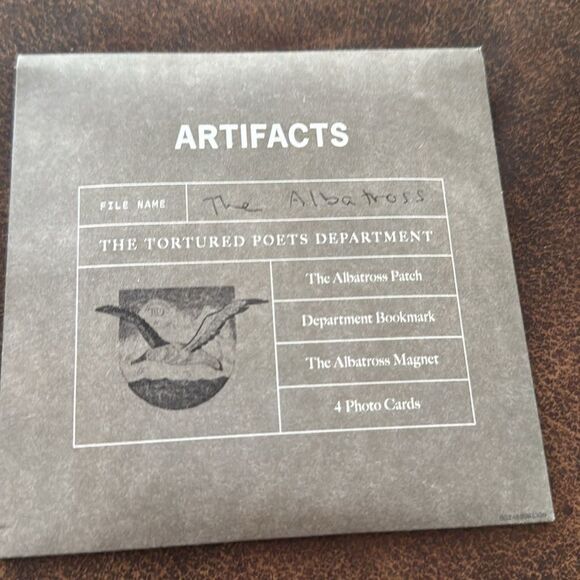 ARTIFACTS
FILE NAME The Albatross
THE TORTURED POETS DEPARTMENT
The Albatross Patch
Department Bookmark
The Albatross Magnet
4 Photo Cards